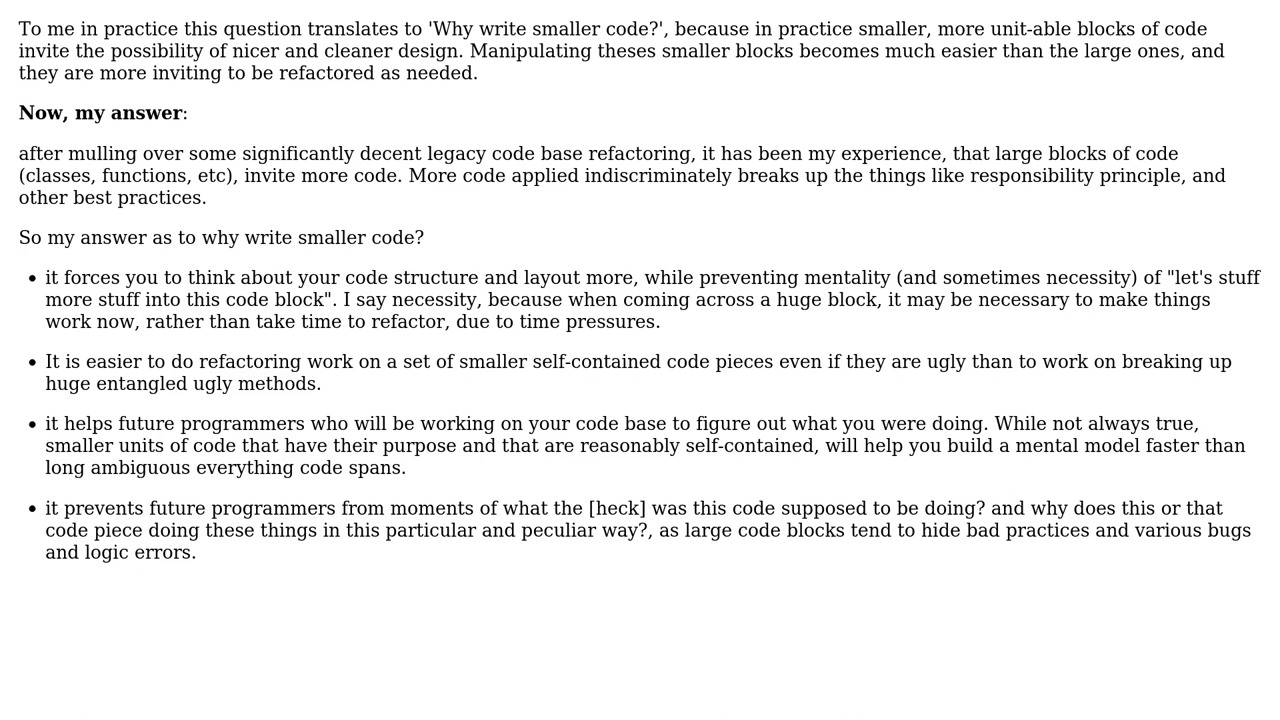 To me in practice this question translates to 'Why write smaller code?', because in practice smaller, more unit-able blocks of code
invite the possibility of nicer and cleaner design. Manipulating theses smaller blocks becomes much easier than the large ones, and
they are more inviting to be refactored as needed.
Now, my answer:
after mulling over some significantly decent legacy code base refactoring, it has been my experience, that large blocks of code
(classes, functions, etc), invite more code. More code applied indiscriminately breaks up the things like responsibility principle, and
other best practices.
So my answer as to why write smaller code?
• it forces you to think about your code structure and layout more, while preventing mentality (and sometimes necessity) of "let's stuff
more stuff into this code block". I say necessity, because when coming across a huge block, it may be necessary to make things
work now, rather than take time to refactor, due to time pressures.
• It is easier to do refactoring work on a set of smaller self-contained code pieces even if they are ugly than to work on breaking up
huge entangled ugly methods.
• it helps future programmers who will be working on your code base to figure out what you were doing. While not always true,
smaller units of code that have their purpose and that are reasonably self-contained, will help you build a mental model faster than
long ambiguous everything code spans.
• it prevents future programmers from moments of what the [heck] was this code supposed to be doing? and why does this or that
code piece doing these things in this particular and peculiar way?, as large code blocks tend to hide bad practices and various bugs
and logic errors.